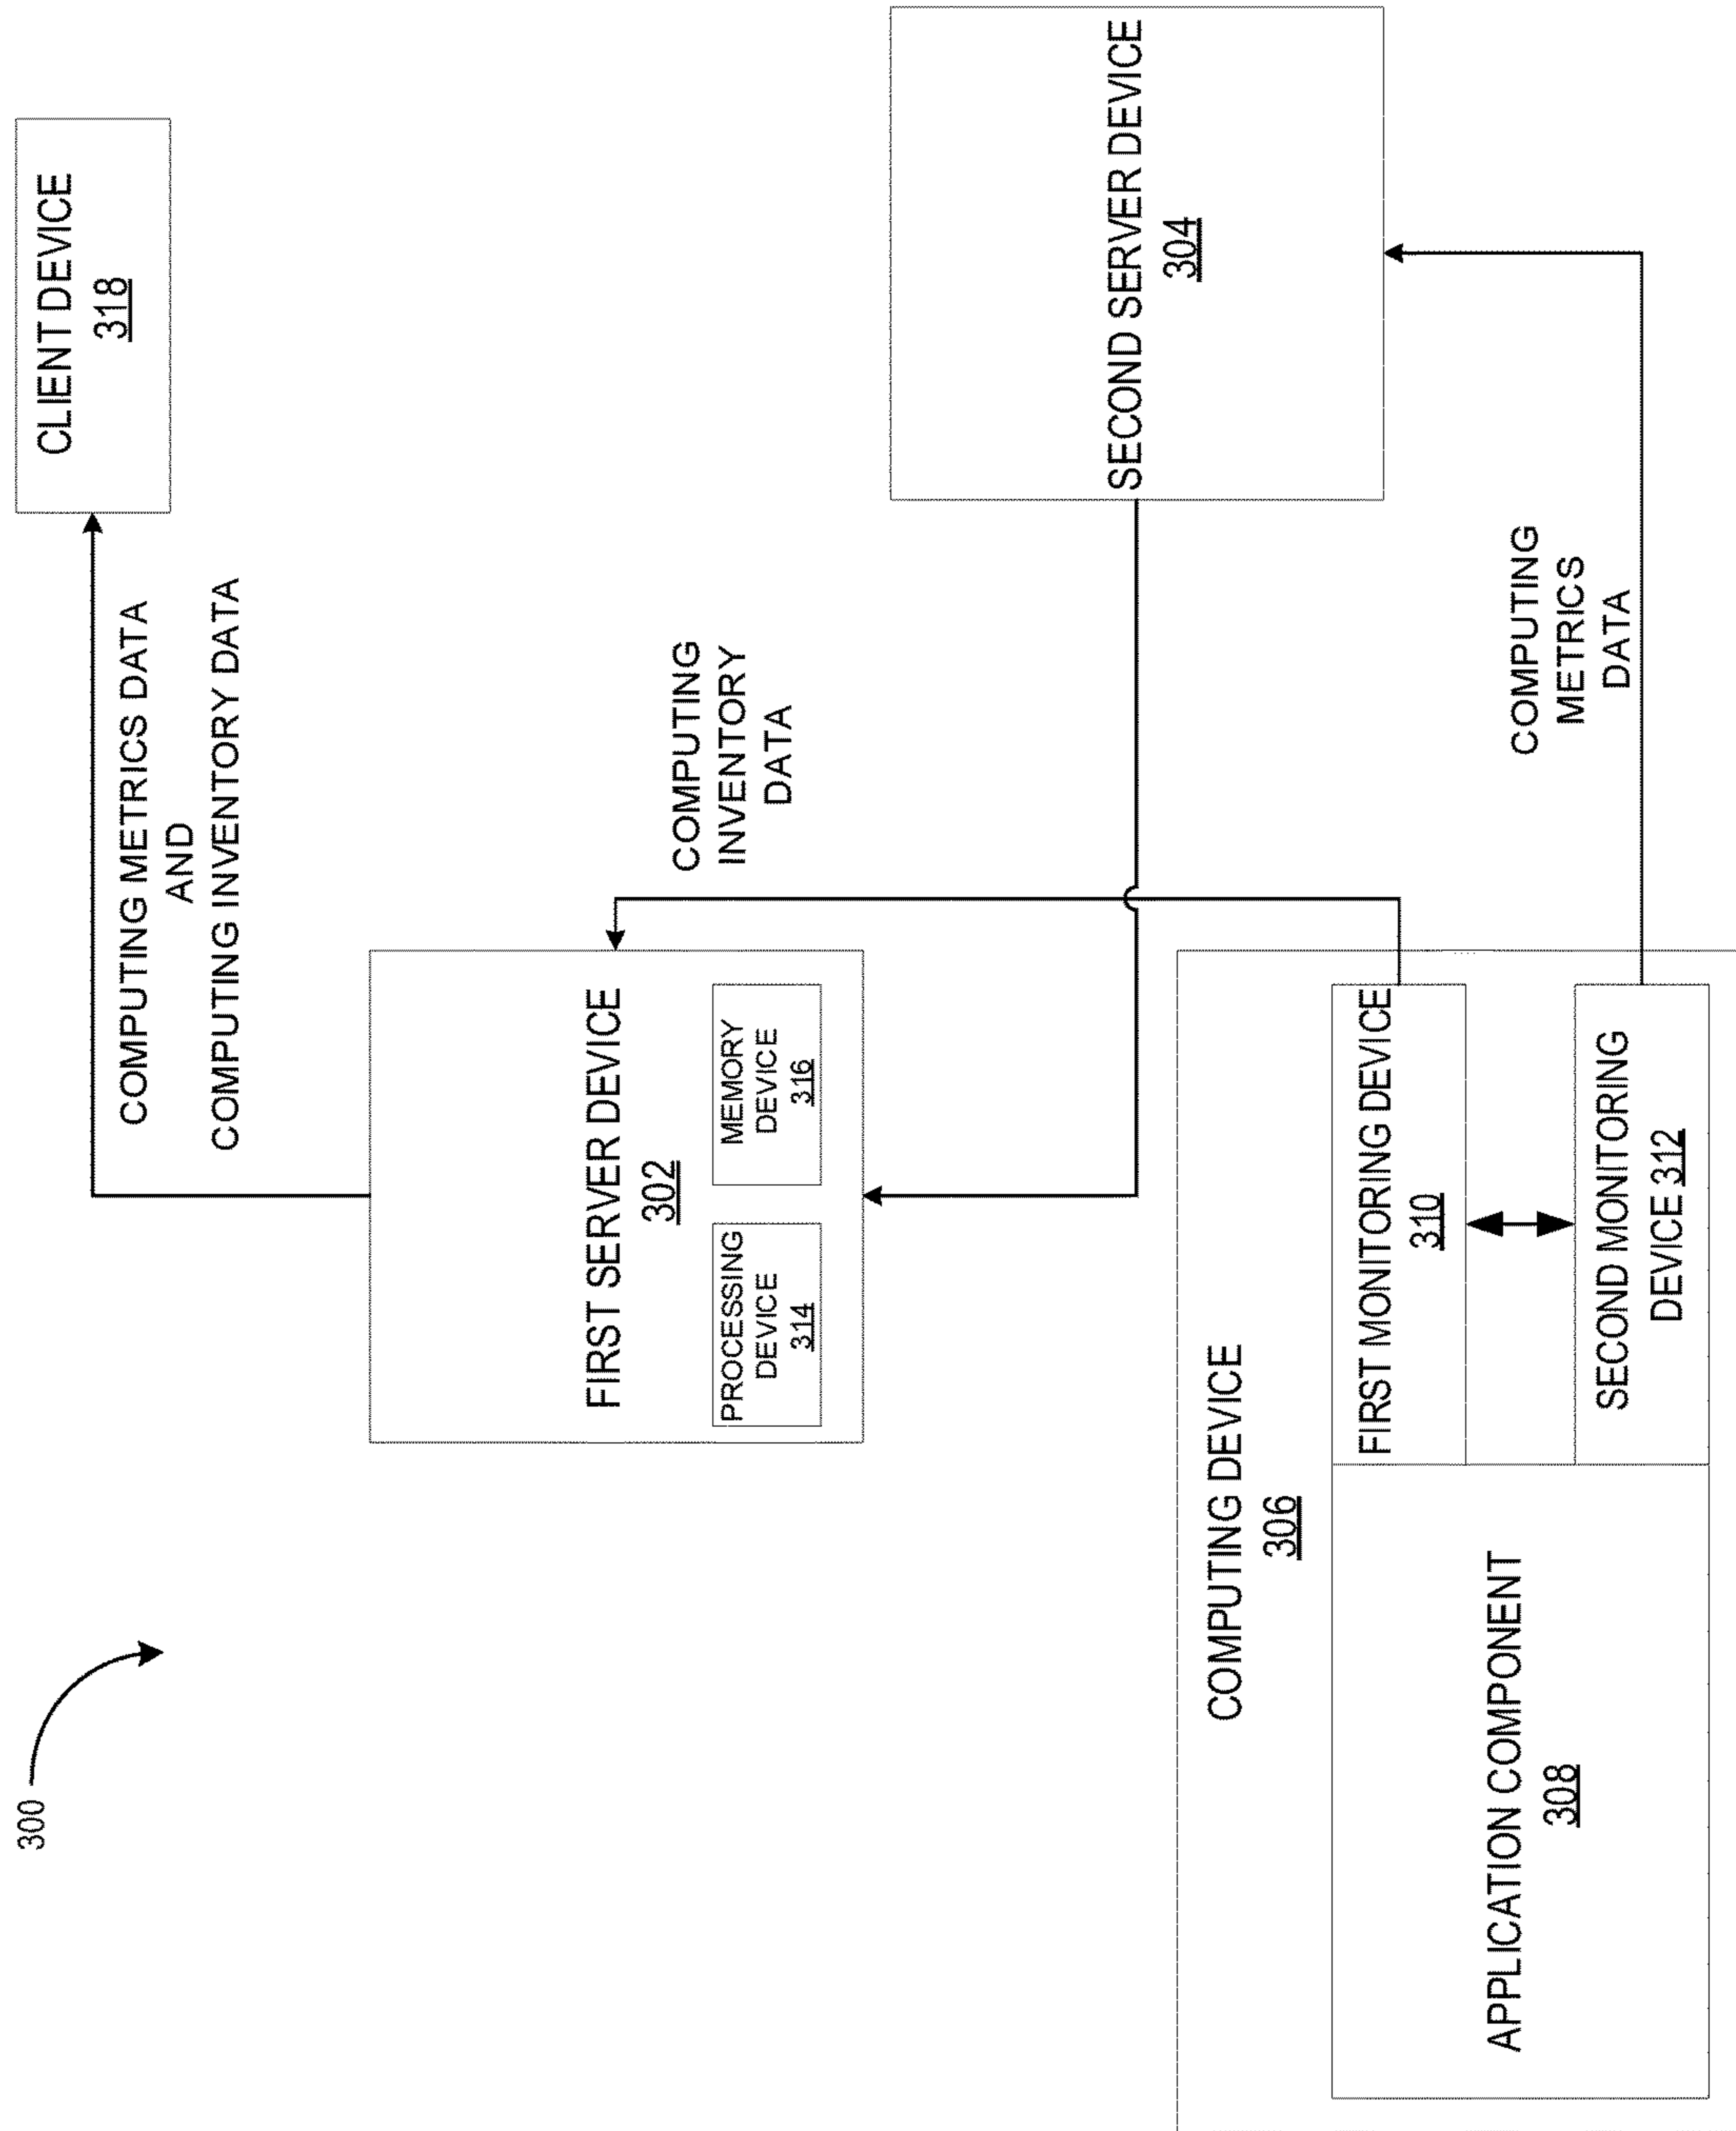 300
CLIENT DEVICE
318
COMPUTING METRICS DATA
AND
COMPUTING INVENTORY DATA
FIRST SERVER DEVICE
302
PROCESSING
DEVICE
314
MEMORY
DEVICE
316
COMPUTING
INVENTORY
DATA
SECOND SERVER DEVICE
304
COMPUTING DEVICE
306
APPLICATION COMPONENT
308
FIRST MONITORING DEVICE
310
SECOND MONITORING
DEVICE 312
COMPUTING
METRICS
DATA